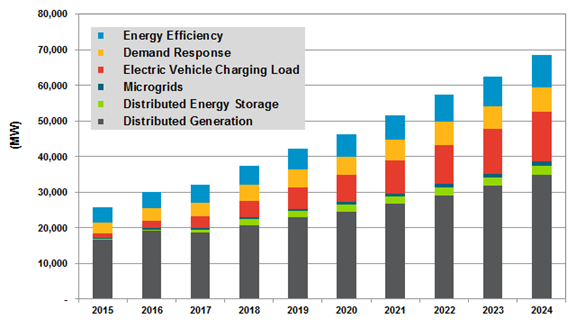 80,000
70,000
60,000
50,000
40,000
30,000
20,000
10,000
-
(MW)
Energy Efficiency
Demand Response
Electric Vehicle Charging Load
Microgrids
Distributed Energy Storage
Distributed Generation
2015 2016 2017 2018 2019 2020 2021 2022 2023 2024